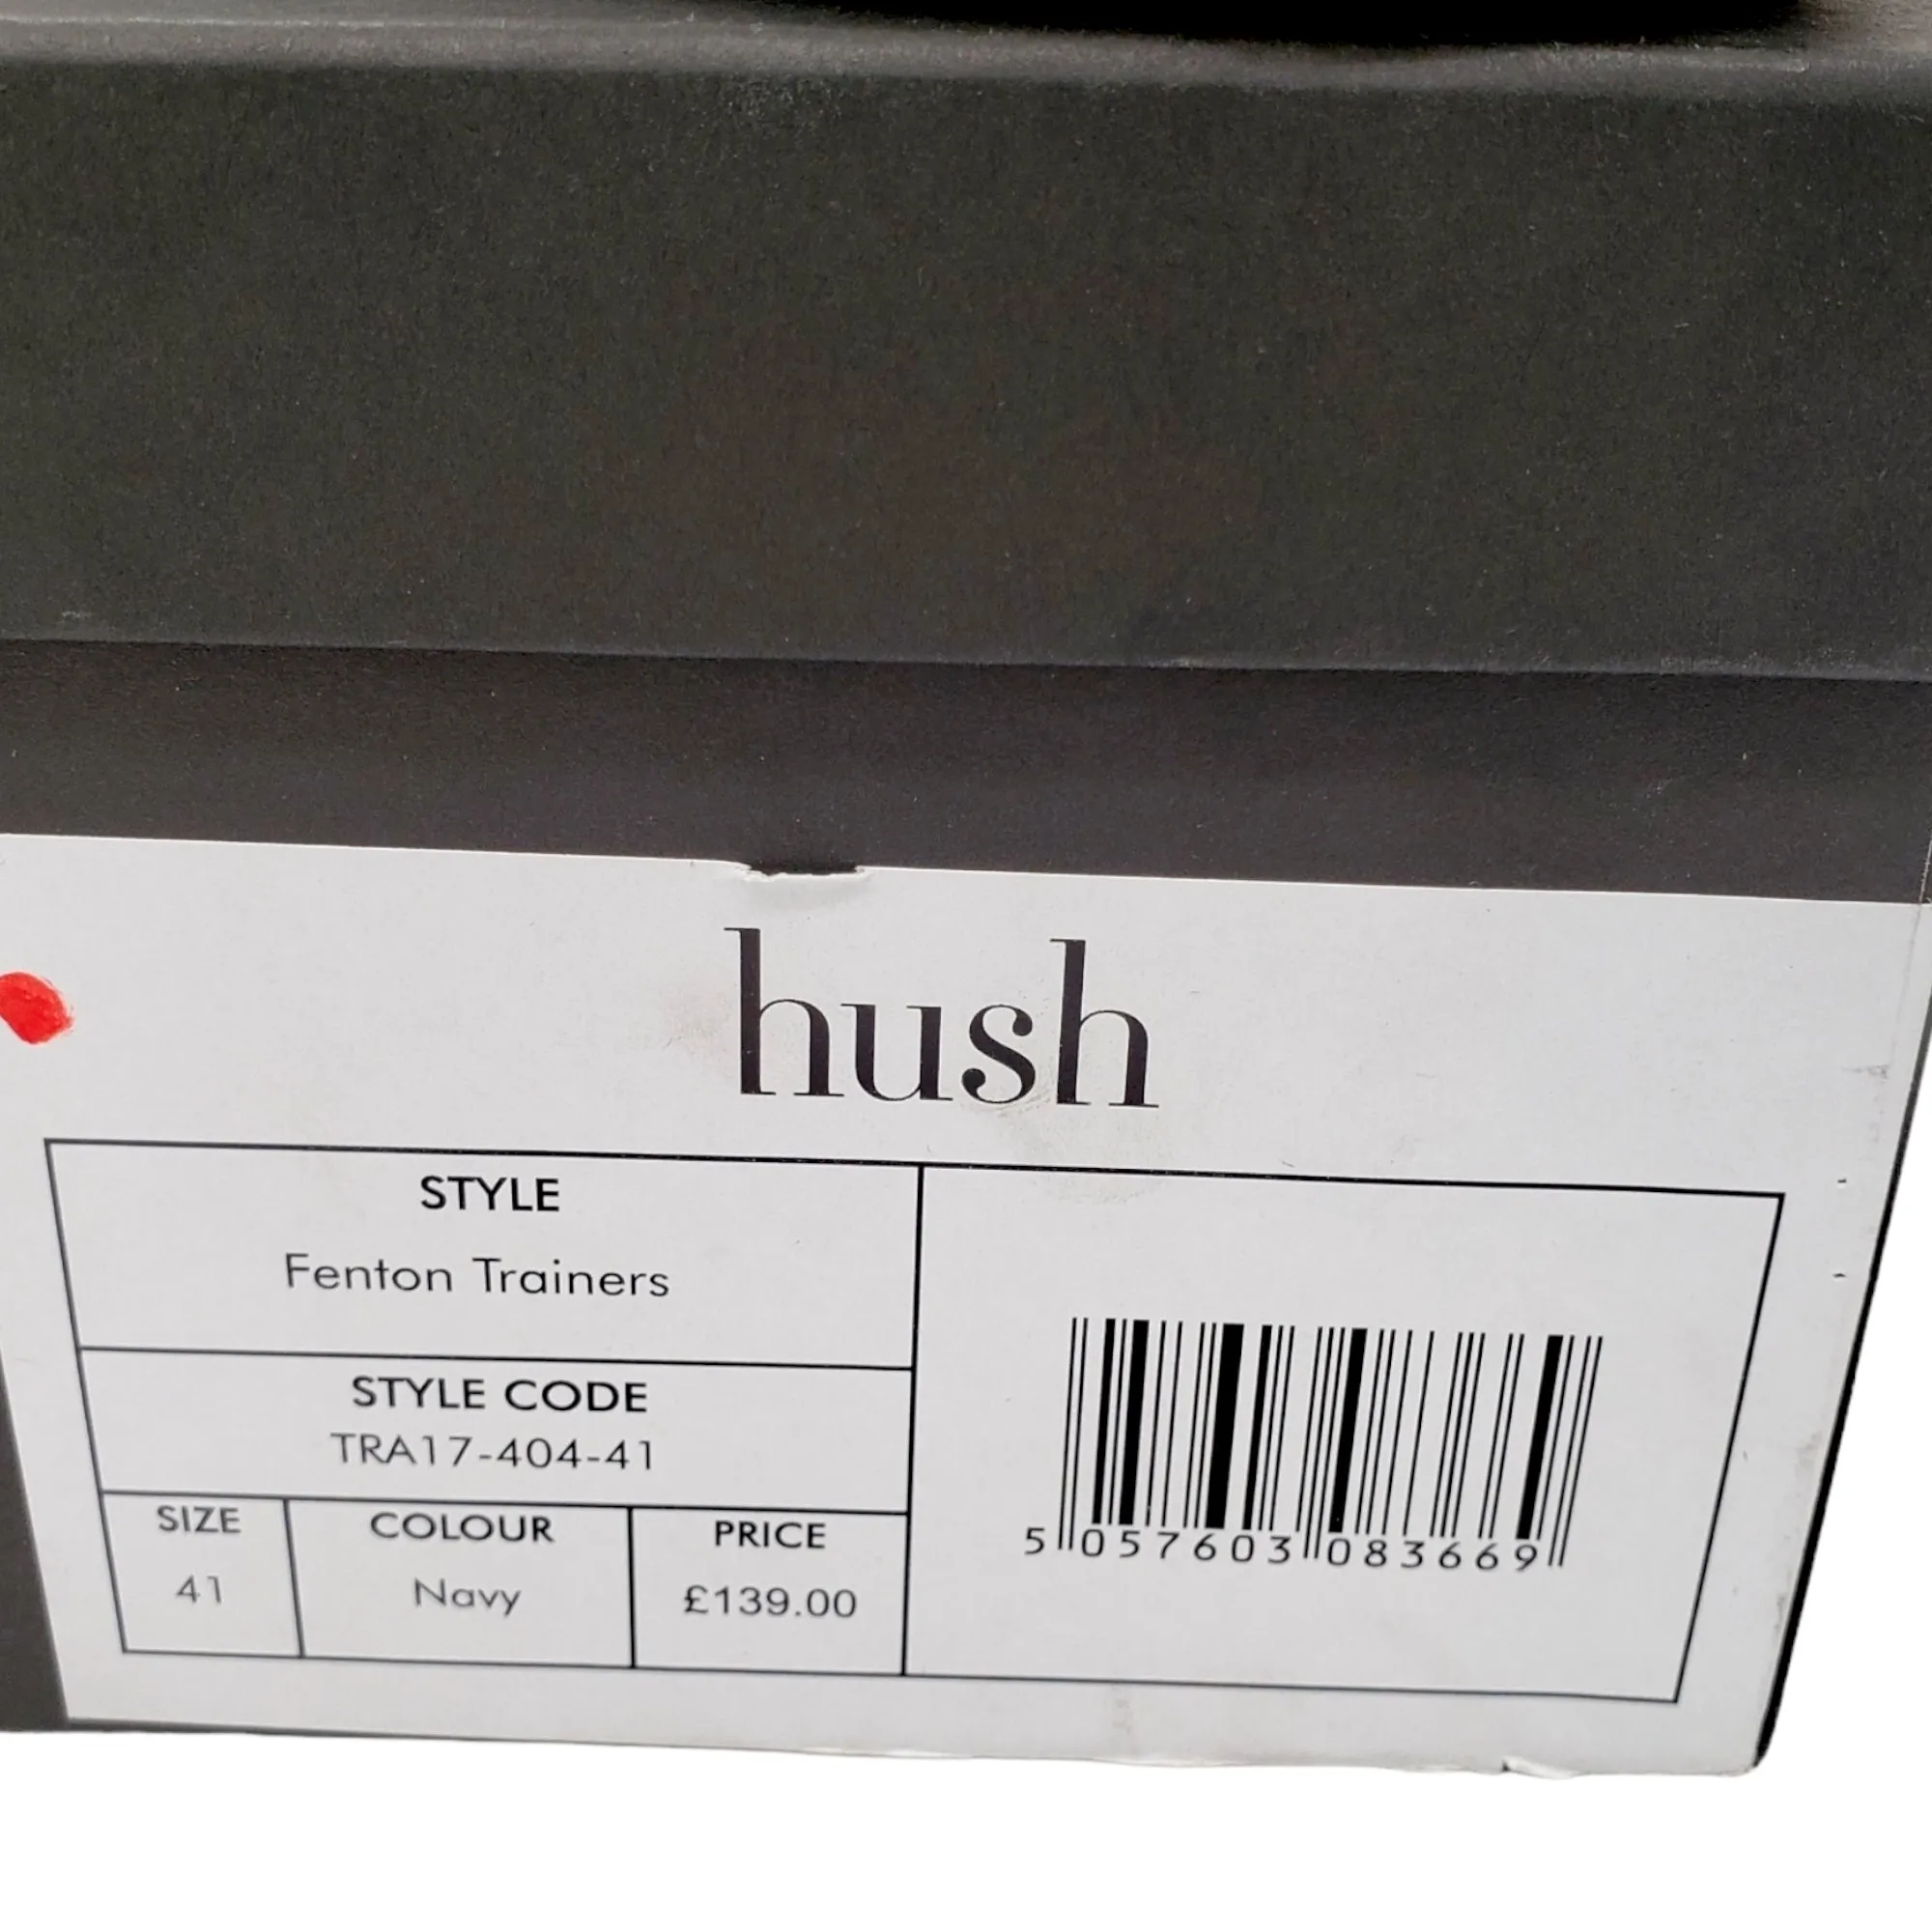 hush
STYLE
Fenton Trainers
STYLE CODE
TRA17-404-41
SIZE
41
COLOUR
Navy
PRICE
£139.00
5 057603 083669